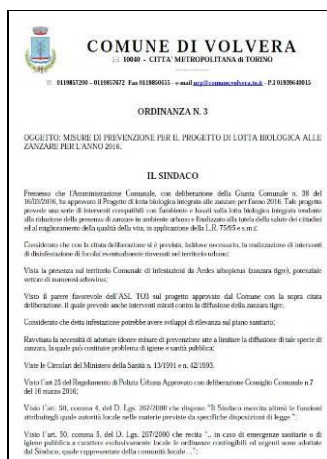 COMUNE DI VOLVERA
10040 - CITTA' METROPOLITANA di TORINO
0119857200 - 0119857672 Fax 0119850655 - e-mail urp@comune.volvera.to.it - P.I 01939640015
ORDINANZA N. 3
OGGETTO: MISURE DI PREVENZIONE PER IL PROGETTO DI LOTTA BIOLOGICA ALLE
ZANZARE PER L'ANNO 2016.
IL SINDACO
Premesso che l'Amministrazione Comunale, con deliberazione della Giunta Comunale n. 38 del
16/03/2016, ha approvato il Progetto di lotta biologica integrata alle zanzare per l'anno 2016. Tale progetto
prevede una serie di interventi compatibili con l'ambiente e basati sulla lotta biologica integrata tendente
alla riduzione della presenza di zanzare in ambiente urbano e finalizzato alla tutela della salute dei cittadini
ed al miglioramento della qualità della vita, in applicazione della L.R. 75/95 e s.m.i:
Considerato che con la citata deliberazione si è prevista, laddove necessario, la realizzazione di interventi
di disinfestazione di focolai eventualmente rinvenuti nel territorio urbano;
Vista la presenza sul territorio Comunale di infestazioni da Aedes albopictus (zanzara tigre), potenziale
vettore di numerosi arbovirus;
Visto il parere favorevole dell'ASL TO3 sul progetto approvato dal Comune con la sopra citata
deliberazione, il quale prevede anche interventi mirati contro la diffusione della zanzara tigre;
Considerato che detta infestazione potrebbe avere sviluppi di rilevanza sul piano sanitario;
Ravvisata la necessità di adottare idonee misure di prevenzione atte a limitare la diffusione di tale specie di
zanzara, la quale può costituire problema di igiene e sanità pubblica;
Viste le Circolari del Ministero della Sanità n. 13/1991 e n. 42/1993.
Visto l'art 25 del Regolamento di Polizia Urbana Approvato con deliberazione Consiglio Comunale n.7
del 16 marzo 2016;
Visto l'art. 50, comma 4, del D. Lgs. 267/2000 che dispone "Il Sindaco esercita altresì le funzioni
attribuitegli quale autorità locale nelle materie previste da specifiche disposizioni di legge ";
Visto l'art. 50, comma 5, del D. Lgs. 267/2000 che recita ".. in caso di emergenze sanitarie o di
igiene pubblica a carattere esclusivamente locale le ordinanze contingibili ed urgenti sono adottate
dal Sindaco, quale rappresentante della comunità locale ...";